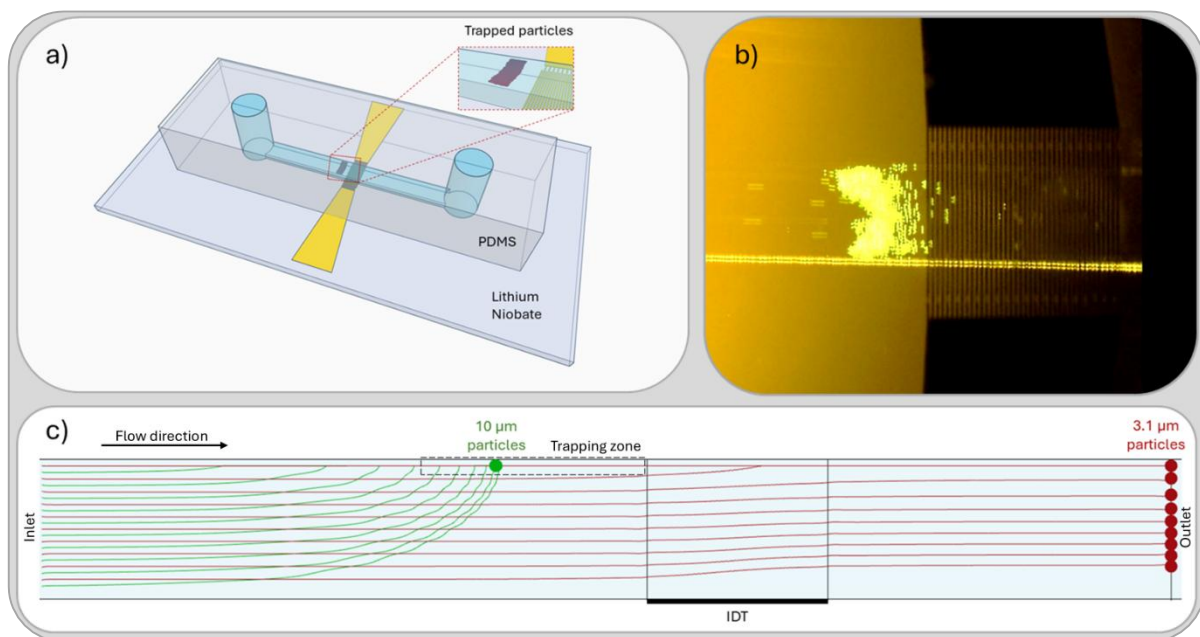 a)
Trapped particles
PDMS
Lithium
Niobate
b)
c)
Flow direction
10 µm
particles
Trapping zone
3.1 µm
particles
Inlet
Outlet
IDT